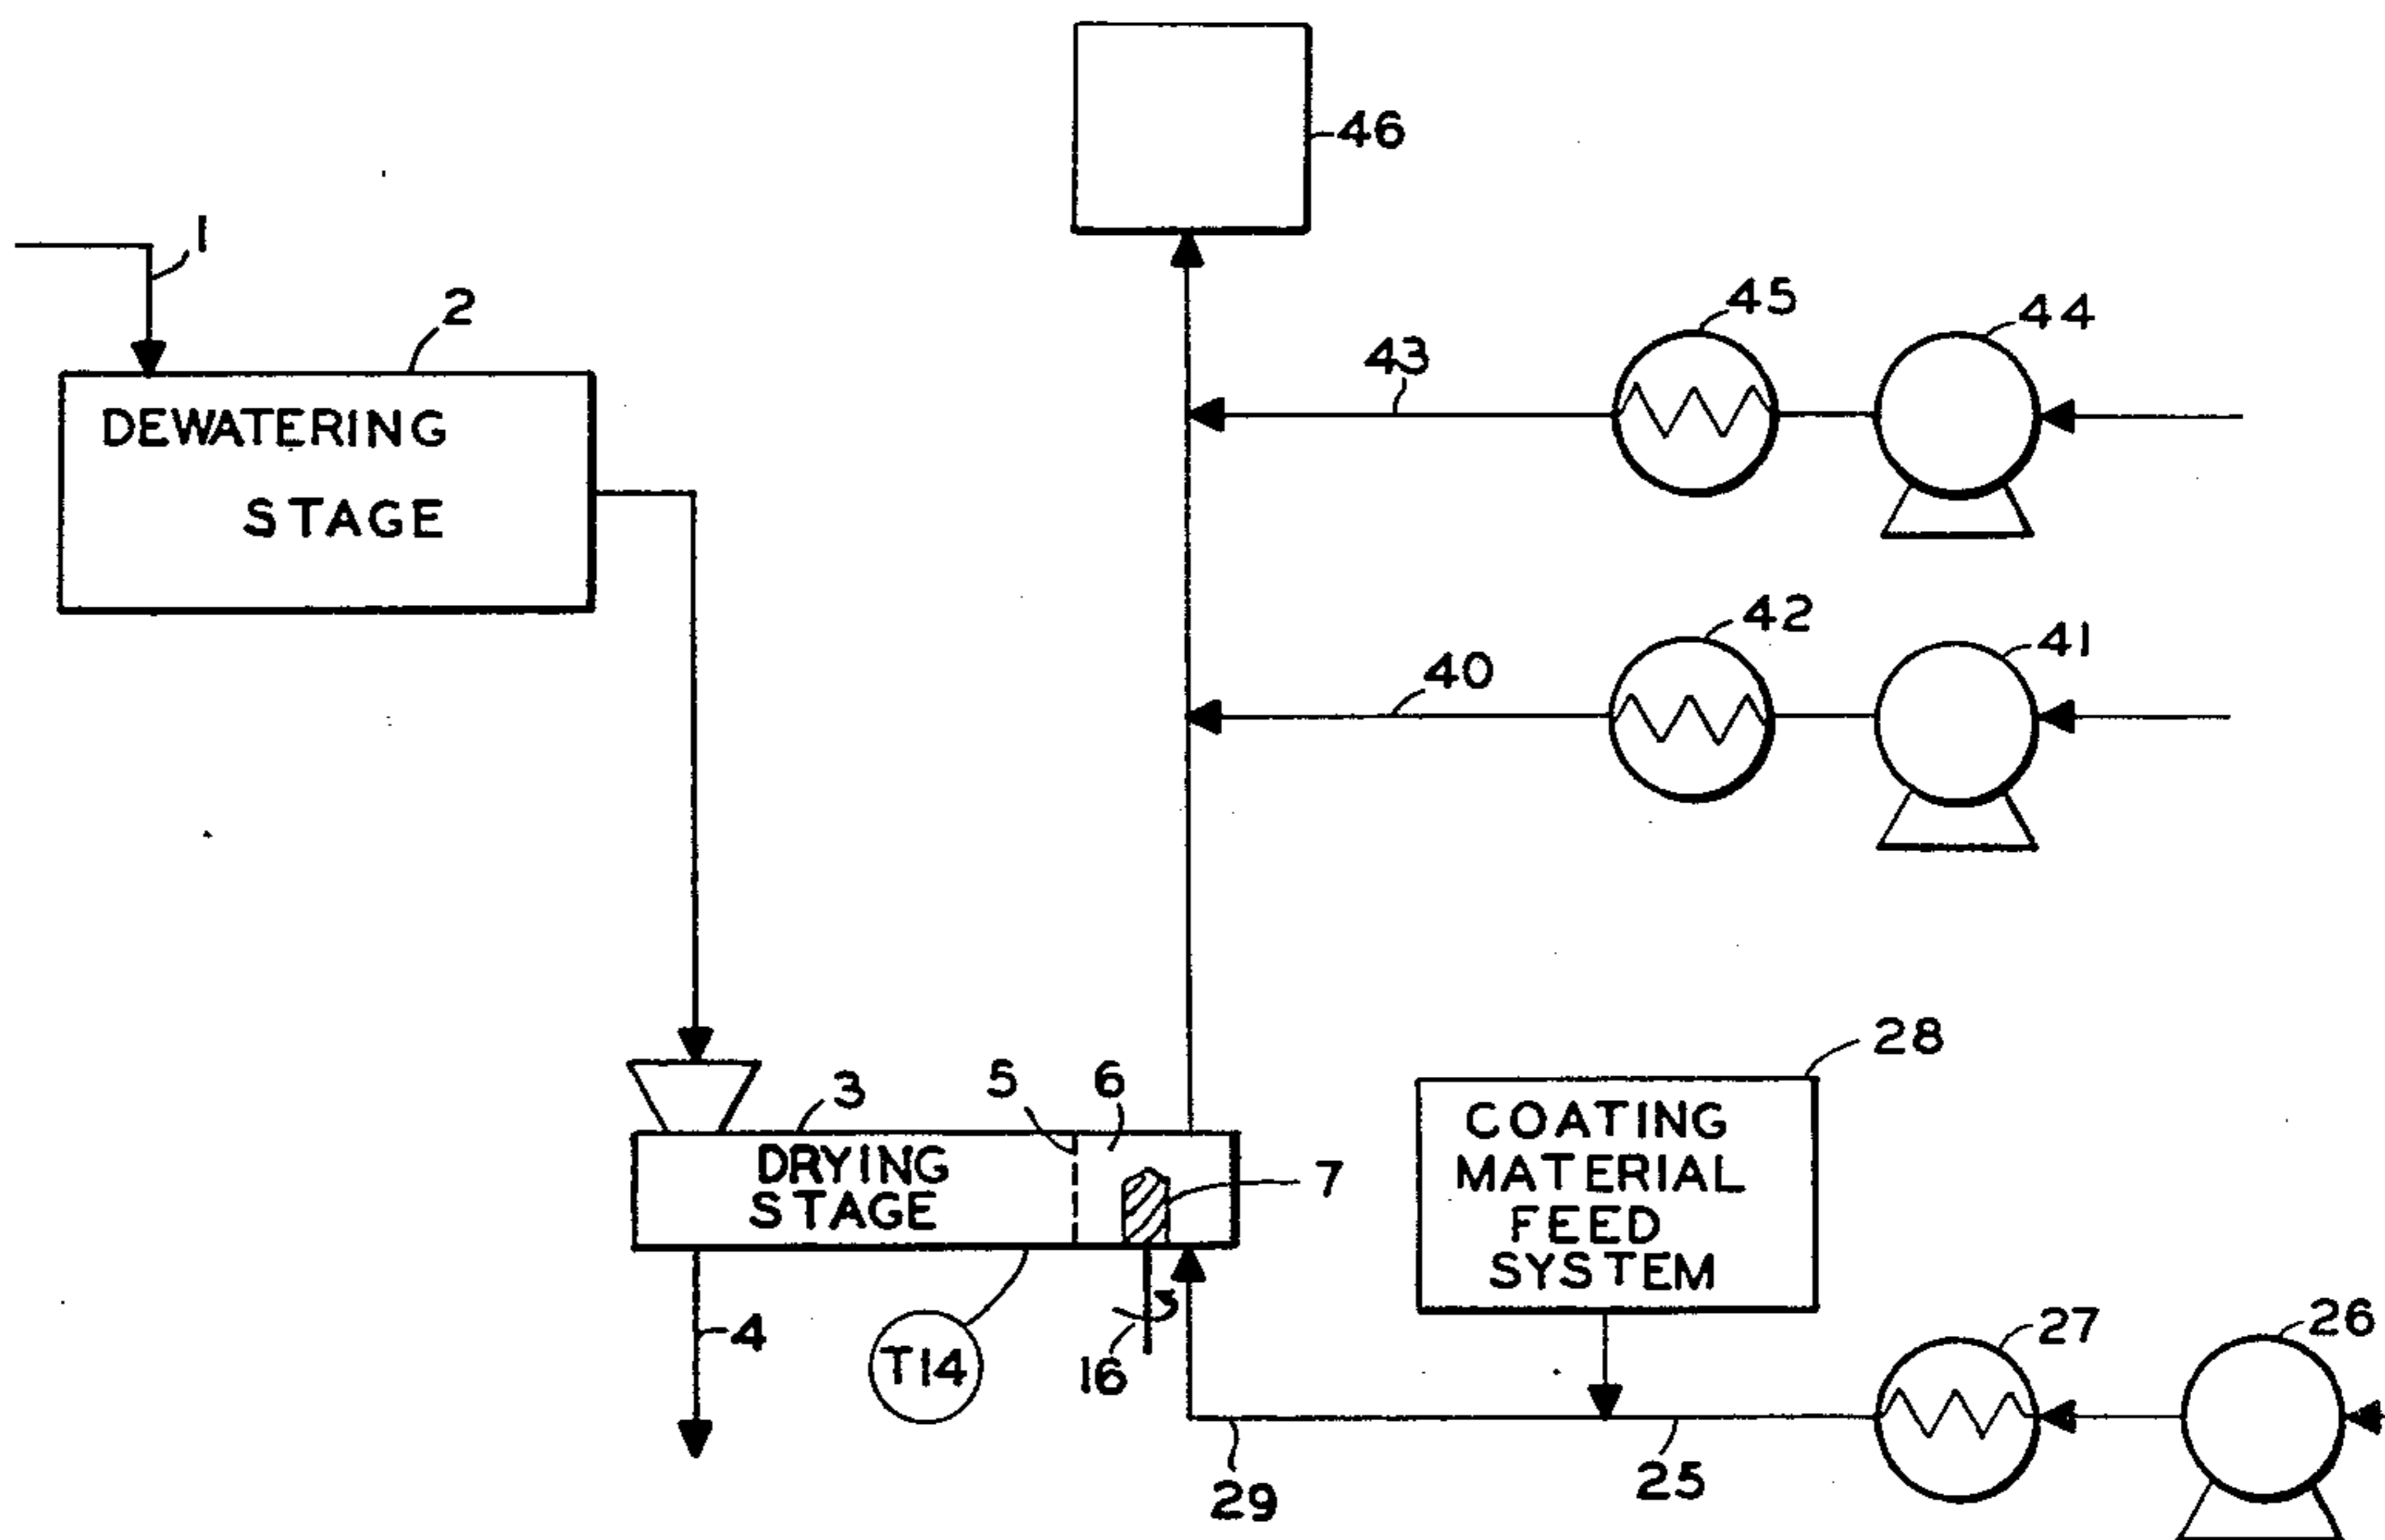 46
1
2
45
44
43
DEWATERING
STAGE
42
41
40
28
5
6
3
COATING
MATERIAL
FEED
SYSTEM
DRYING
STAGE
7
27
26
4
T14
16
29
25